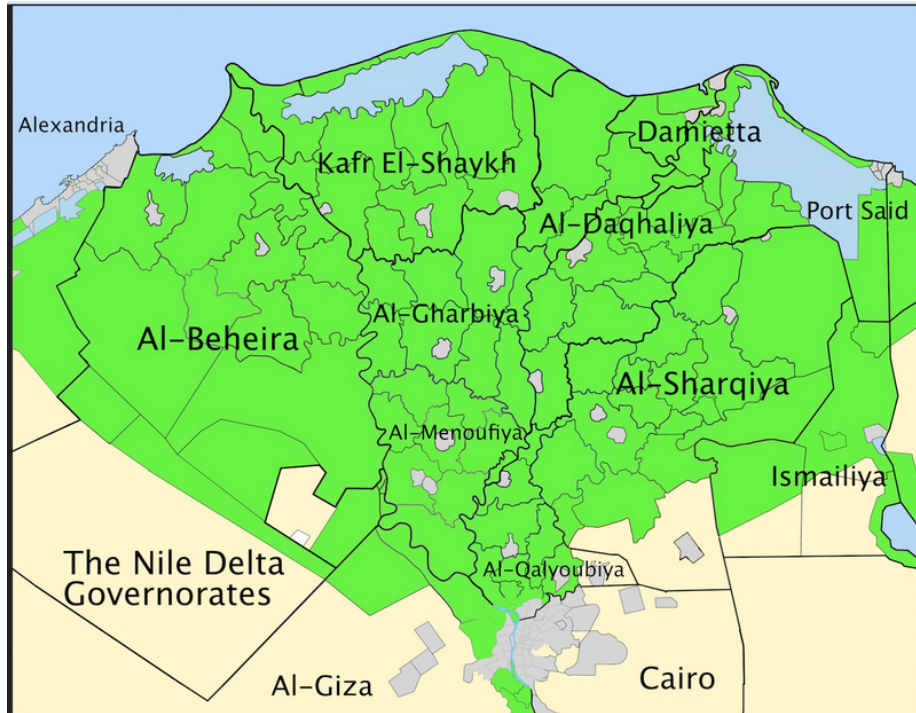 Alexandria
Damietta
Kafr El-Shaykh
Port Said
Al-Daqhaliya
Al-Gharbiya
Al-Beheira
Al-Sharqiya
Al-Menoufiya
Ismailiya
The Nile Delta
Governorates
Al-Qalyoubiya
Al-Giza
Cairo